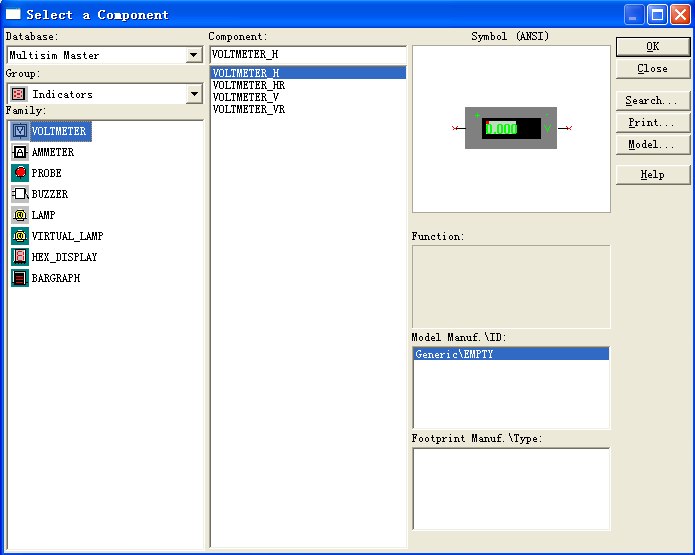 Select a Component
Database:
Multisim Master
Group:
Indicators
Family:
VOLTMETER
AMMETER
PROBE
BUZZER
LAMP
VIRTUAL_LAMP
HEX_DISPLAY
BARGRAPH
Component:
VOLTMETER_H
VOLTMETER_H
VOLTMETER_HR
VOLTMETER_V
VOLTMETER_VR
Symbol (ANSI)
0.000
Function:
Model Manuf.\ID:
Generic\EMPTY
Footprint Manuf.\Type:
OK
Close
Search...
Print...
Model...
Help